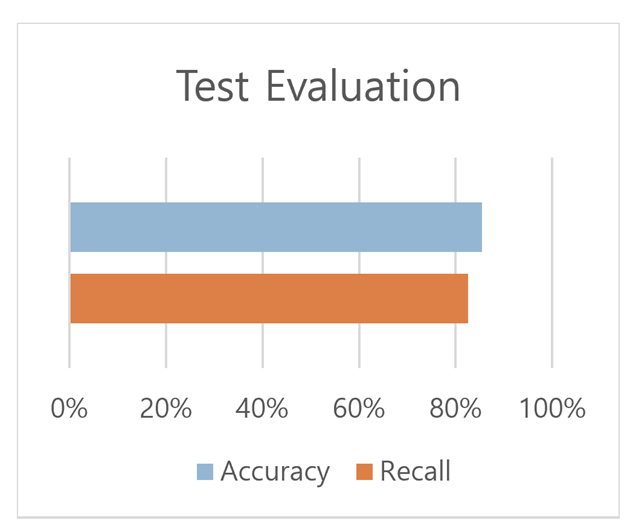 Test Evaluation
0% 20% 40% 60% 80% 100%
Accuracy Recall